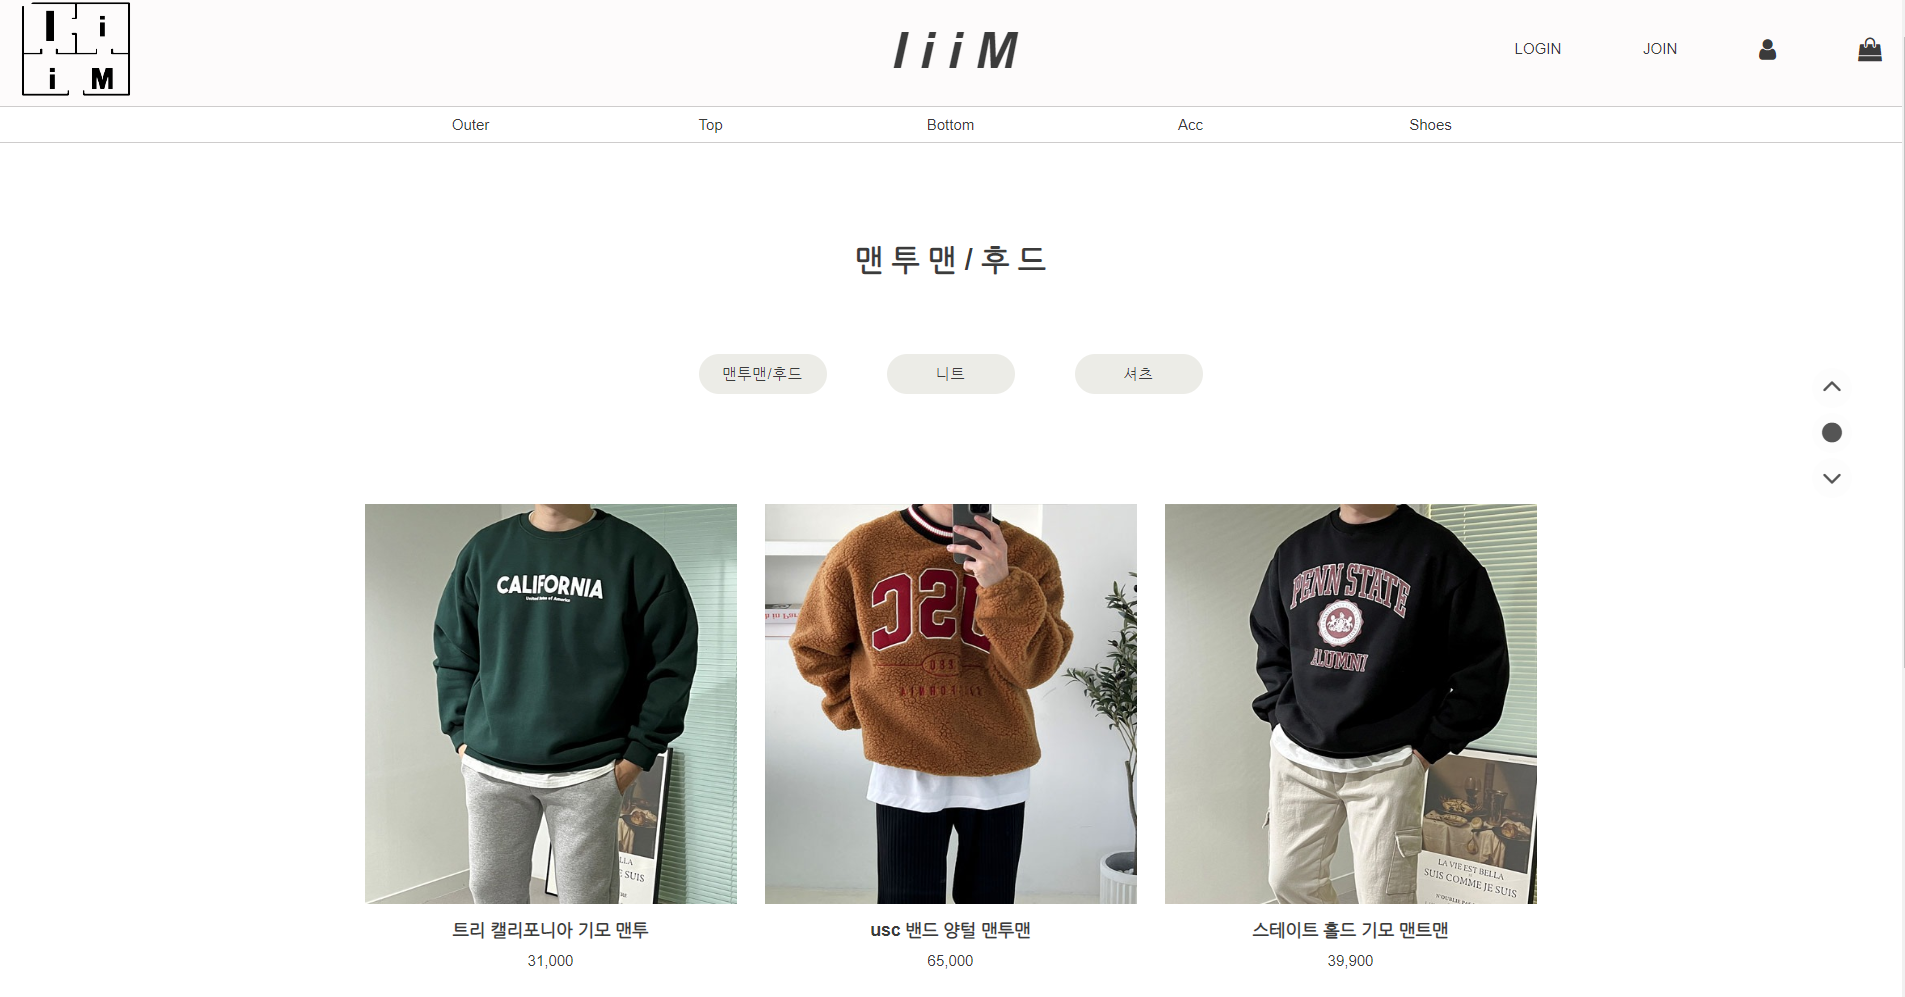 I i
i M
I i i M
LOGIN JOIN
Outer Top Bottom Acc Shoes
맨투맨/후드
맨투맨/후드 니트 셔츠
CALIFORNIA
PENN STATE
ALUMNI
LA VIE EST BELLA
SUIS COMME JE SUIS
트리 캘리포니아 기모 맨투
usc 밴드 양털 맨투맨
스테이트 홀드 기모 맨트맨
31,000 65,000 39,900